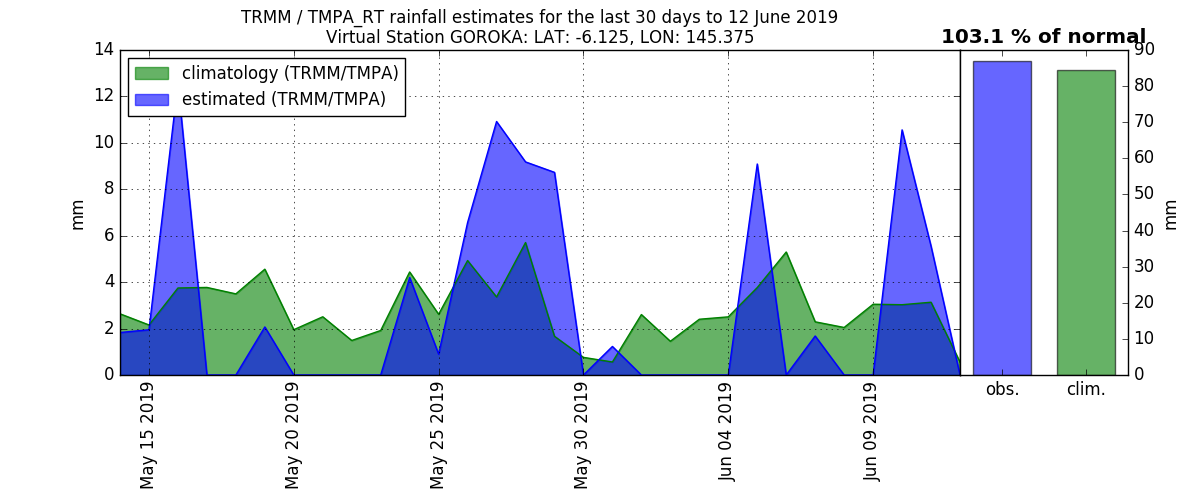 TRMM / TMPA_RT rainfall estimates for the last 30 days to 12 June 2019
Virtual Station GOROKA: LAT: -6.125, LON: 145.375
103.1 % of normal
climatology (TRMM/TMPA)
estimated (TRMM/TMPA)
mm
14
12
10
8
6
4
2
0
May 15 2019
May 20 2019
May 25 2019
May 30 2019
Jun 04 2019
Jun 09 2019
obs.
clim.
90
80
70
60
50
40
30
20
10
0
mm